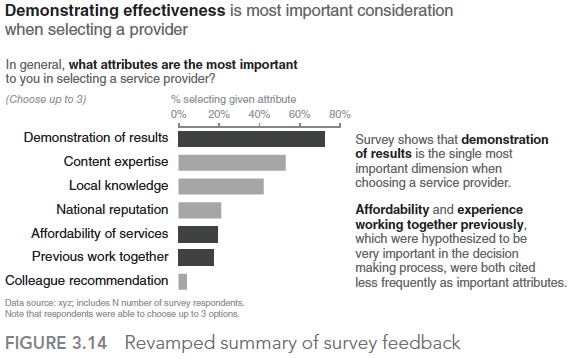 Demonstrating effectiveness is most important consideration
when selecting a provider
In general, what attributes are the most important
to you in selecting a service provider?
(Choose up to 3)
% selecting given attribute
0% 20% 40% 60% 80%
Demonstration of results
Content expertise
Local knowledge
National reputation
Affordability of services
Previous work together
Colleague recommendation
Survey shows that demonstration
of results is the single most
important dimension when
choosing a service provider.
Affordability and experience
working together previously,
which were hypothesized to be
very important in the decision
making process, were both cited
less frequently as important attributes.
Data source: xyz; includes N number of survey respondents.
Note that respondents were able to choose up to 3 options.
FIGURE 3.14 Revamped summary of survey feedback